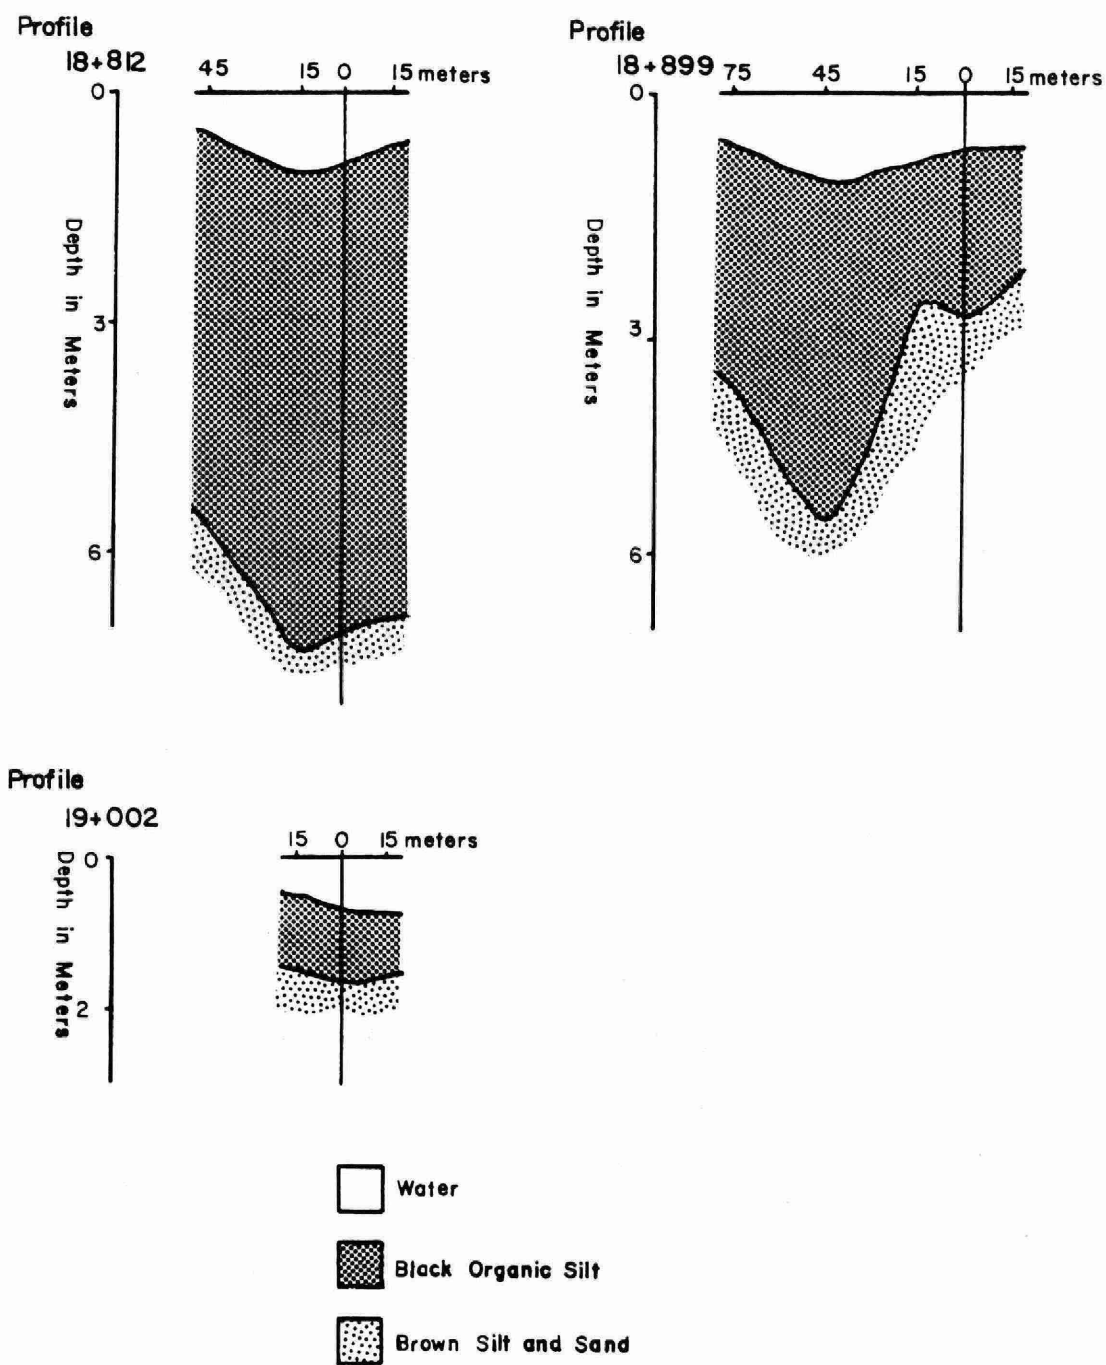 Profile
18+812
45 15 0 15 meters
0
3
6
Depth in Meters
Profile
18+899
75 45 15 0 15 meters
0
3
6
Depth in Meters
Profile
19+002
15 0 15 meters
0
2
Depth in Meters
Water
Black Organic Silt
Brown Silt and Sand